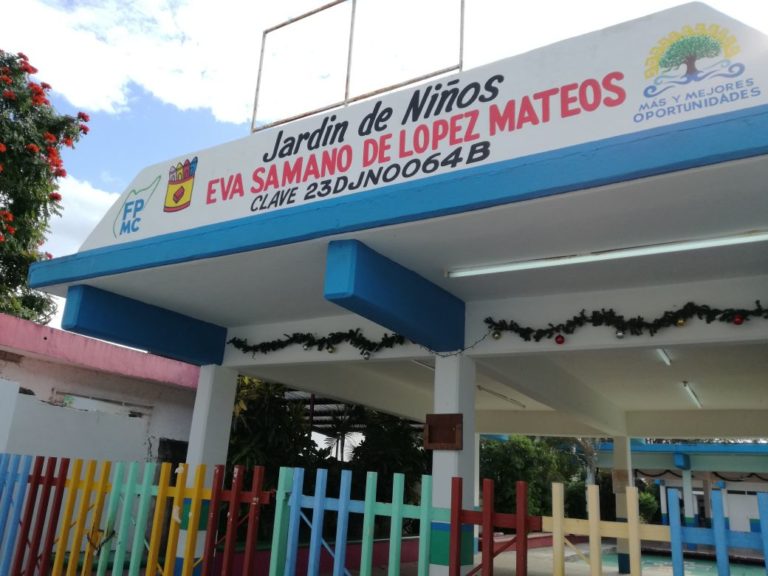 Jardin de Niños
EVA SAMANO DE LOPEZ MATEOS
CLAVE 23DJN0064B
FP
MC
MAS Y MEJORES
OPORTUNIDADES